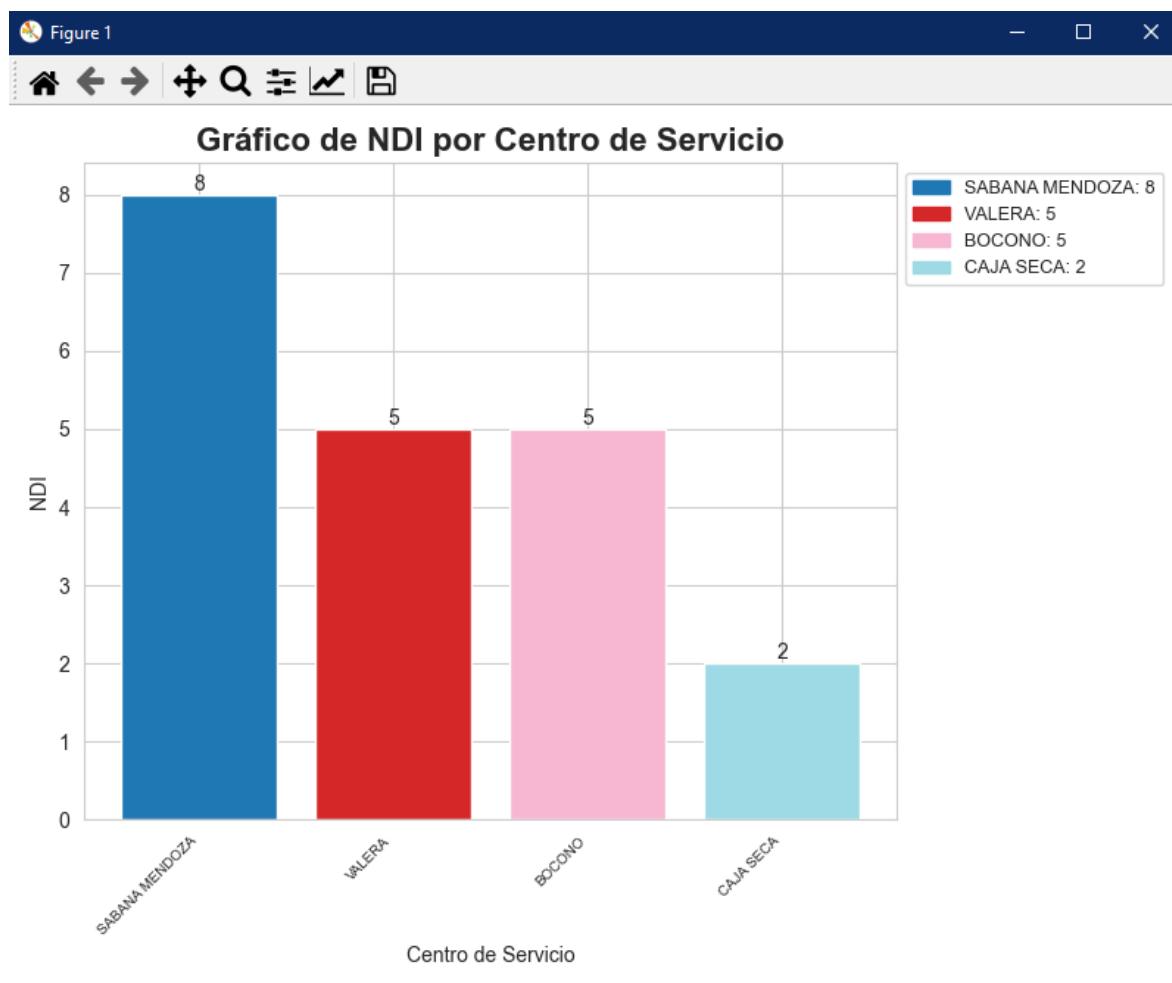 Figure 1
Gráfico de NDI por Centro de Servicio
8
7
6
5
4
3
2
1
0
NDI
8
5
5
2
SABANA MENDOZA
VALERA
BOCONO
CAJA SECA
Centro de Servicio
SABANA MENDOZA: 8
VALERA: 5
BOCONO: 5
CAJA SECA: 2